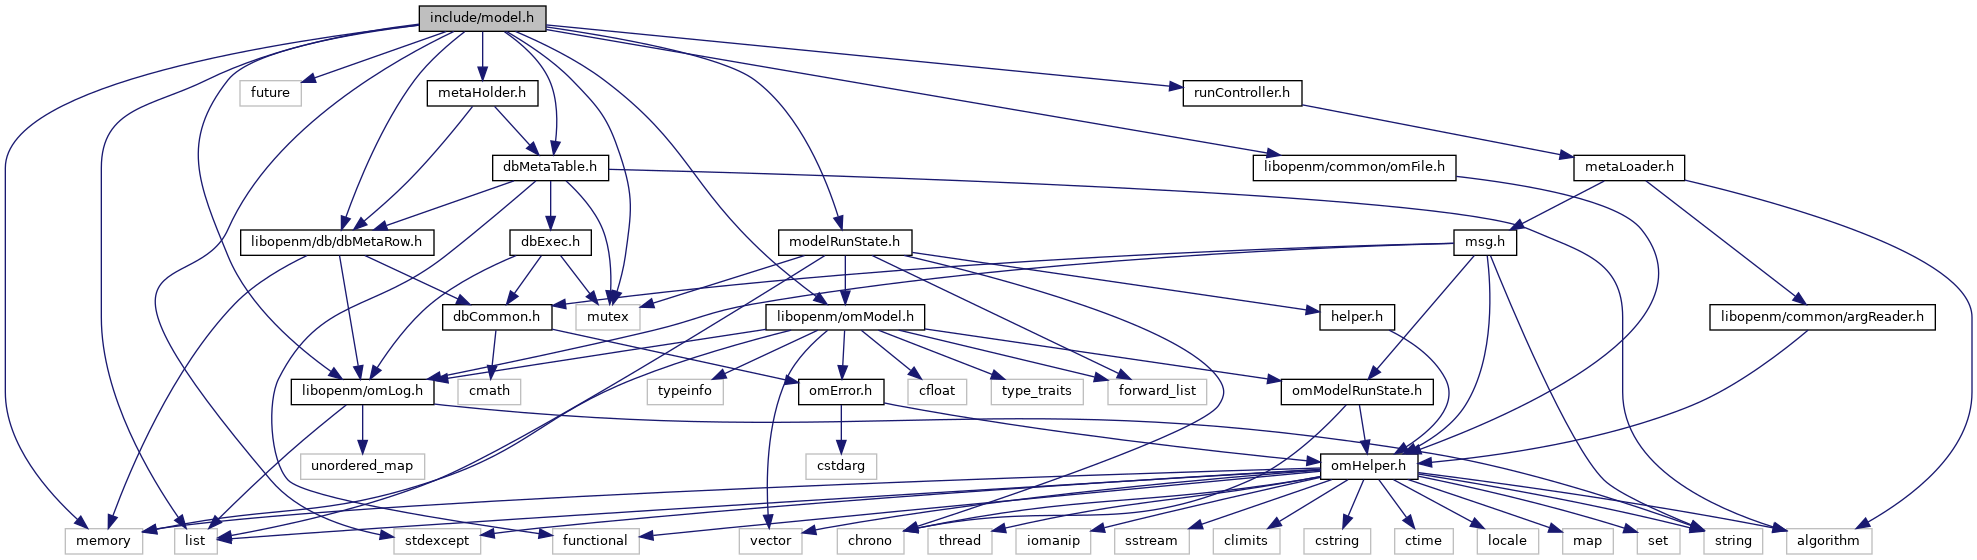 include/model.h
future
metaHolder.h
runController.h
dbMetaTable.h
libopenm/common/omFile.h
metaLoader.h
libopenm/db/dbMetaRow.h
dbExec.h
modelRunState.h
msg.h
dbCommon.h
mutex
libopenm/omModel.h
helper.h
libopenm/common/argReader.h
libopenm/omLog.h
cmath
typeinfo
omError.h
cfloat
type_traits
forward_list
omModelRunState.h
unordered_map
cstdarg
omHelper.h
memory
list
stdexcept
functional
vector
chrono
thread
iomanip
sstream
climits
cstring
ctime
locale
map
set
string
algorithm